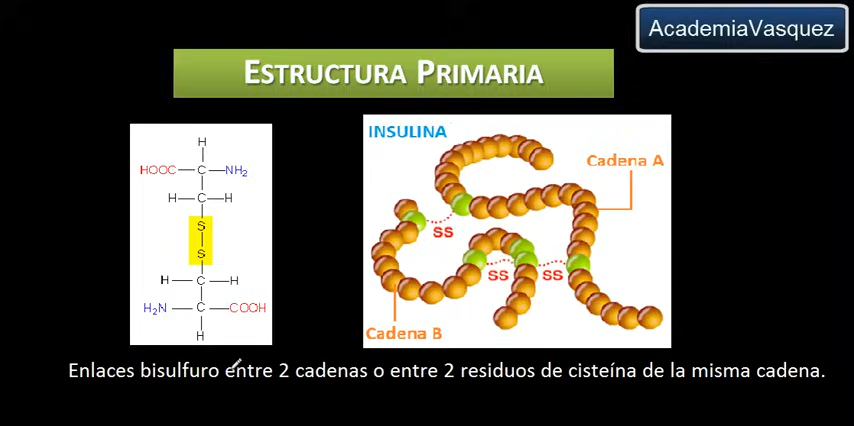 AcademiaVasquez
ESTRUCTURA PRIMARIA
H
HOOC—C—NH₂
H—C—H
S
S
H—C—H
H₂N—C—COOH
H
INSULINA
Cadena A
SS
SS SS
Cadena B
Enlaces bisulfuro entre 2 cadenas o entre 2 residuos de cisteína de la misma cadena.